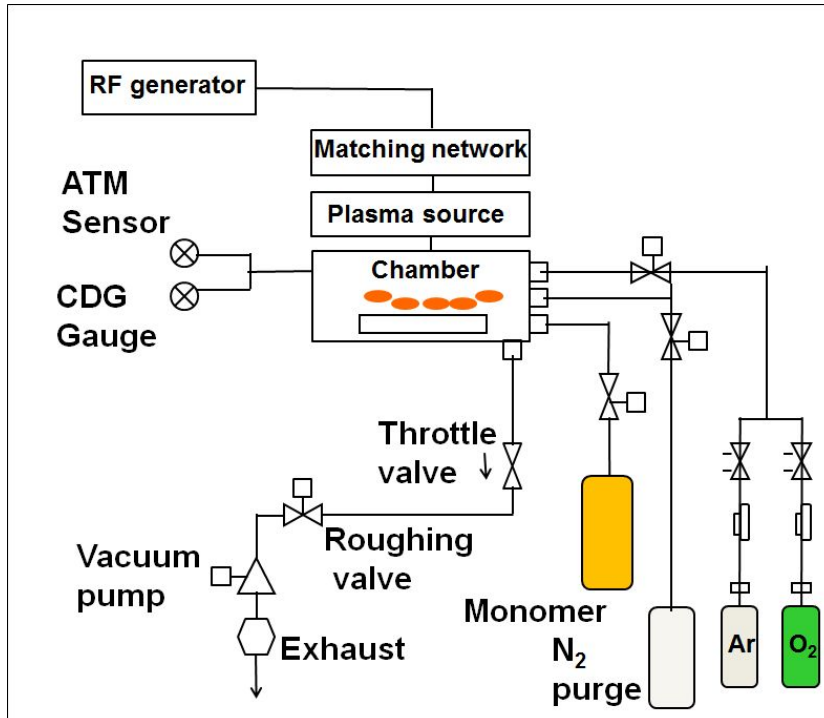 RF generator
Matching network
ATM
Sensor
Plasma source
Chamber
CDG
Gauge
Throttle
valve
Roughing
valve
Vacuum
pump
Monomer
N₂
purge
Exhaust
Ar
O₂